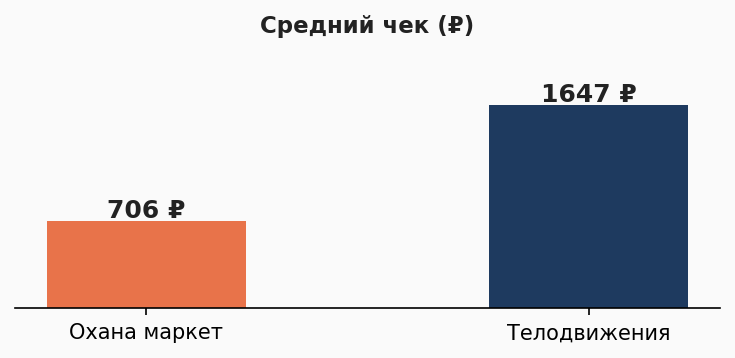 Средний чек (₽)
1647 ₽
706 ₽
Охана маркет
Телодвижения